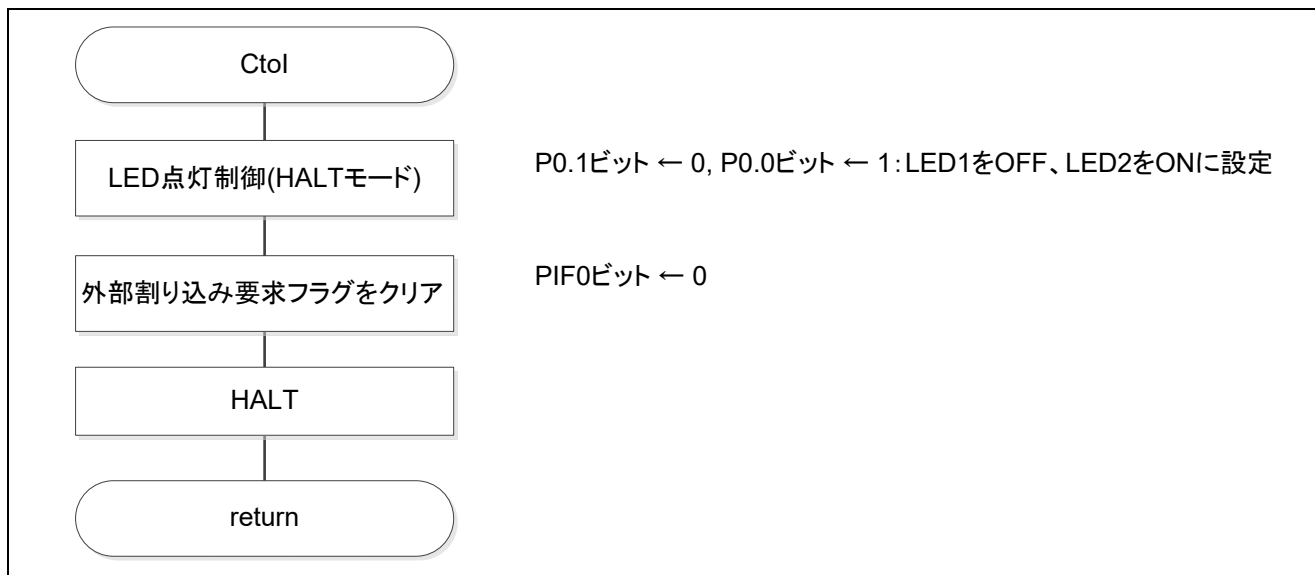 CtoI
LED点灯制御(HALTモード)
P0.1ビット ← 0, P0.0ビット ← 1:LED1をOFF、LED2をONに設定
外部割り込み要求フラグをクリア
PIF0ビット ← 0
HALT
return